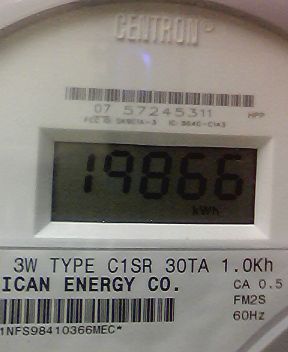 CENTRON
07 57245311 HPP
19866
kWh
3W TYPE C1SR 30TA 1.0Kh
ICAN ENERGY CO. CA 0.5
FM2S
60Hz
1NFS98410366MEC*